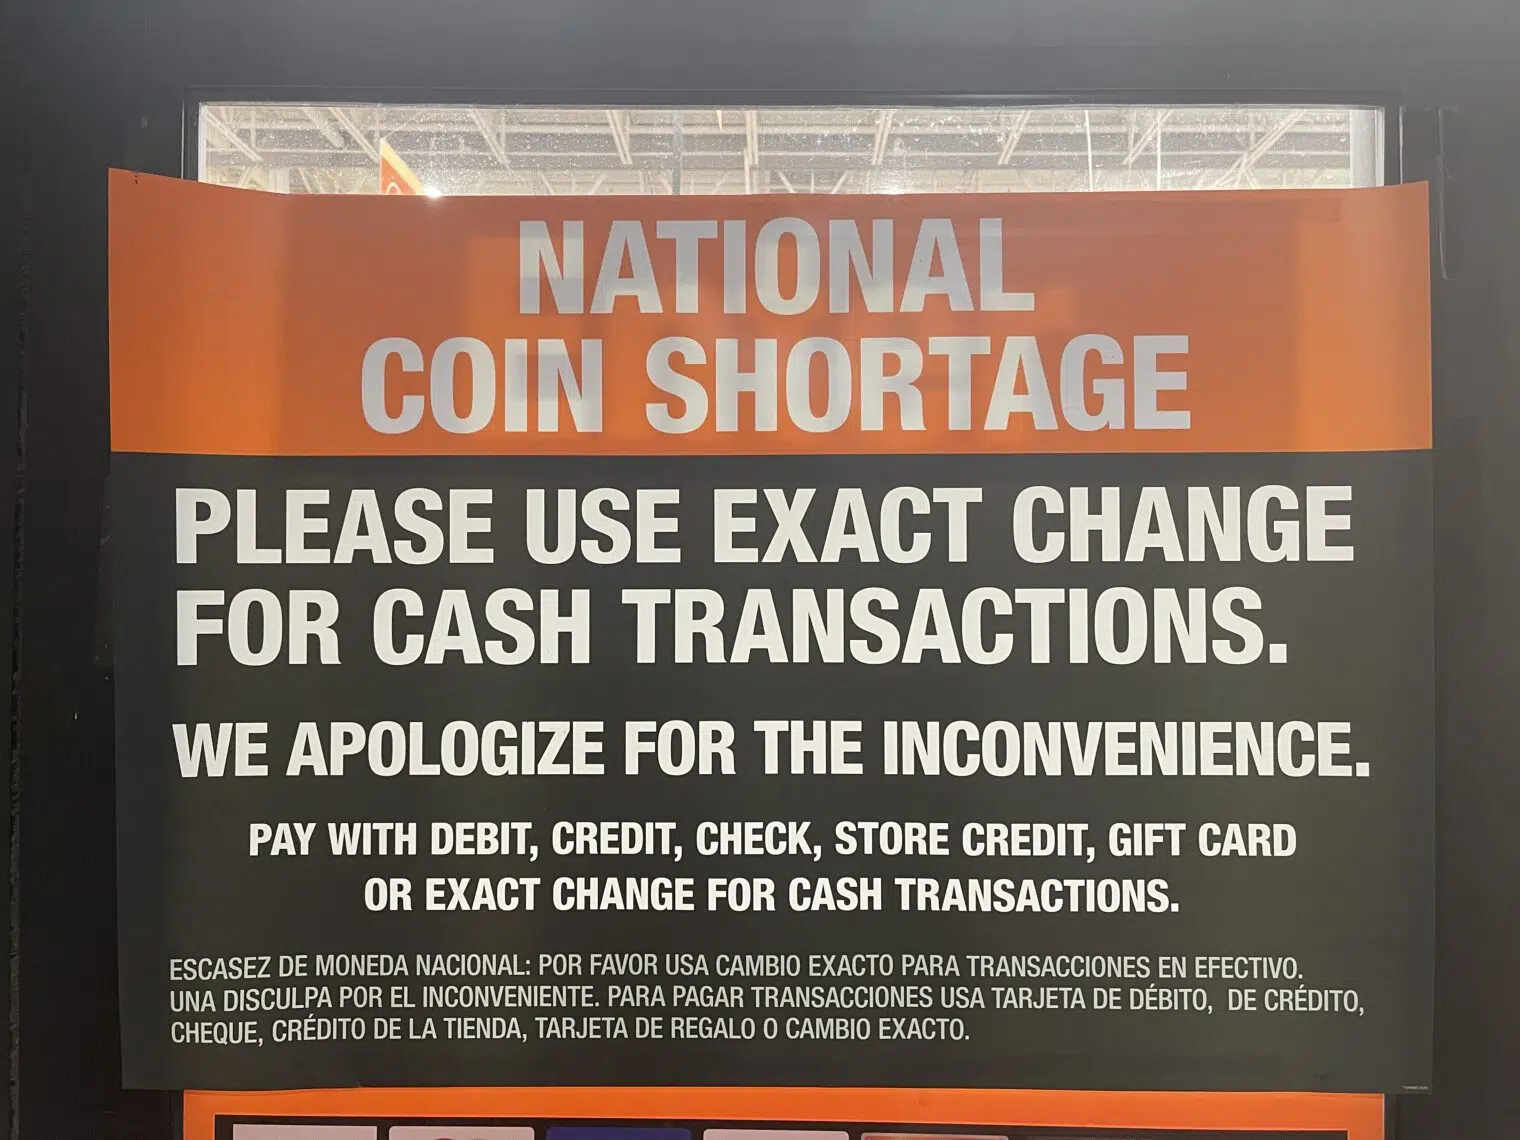 NATIONAL
COIN SHORTAGE
PLEASE USE EXACT CHANGE
FOR CASH TRANSACTIONS.
WE APOLOGIZE FOR THE INCONVENIENCE.
PAY WITH DEBIT, CREDIT, CHECK, STORE CREDIT, GIFT CARD
OR EXACT CHANGE FOR CASH TRANSACTIONS.
ESCASEZ DE MONEDA NACIONAL: POR FAVOR USA CAMBIO EXACTO PARA TRANSACCIONES EN EFECTIVO.
UNA DISCULPA POR EL INCONVENIENTE. PARA PAGAR TRANSACCIONES USA TARJETA DE DÉBITO, DE CRÉDITO,
CHEQUE, CRÉDITO DE LA TIENDA, TARJETA DE REGALO O CAMBIO EXACTO.